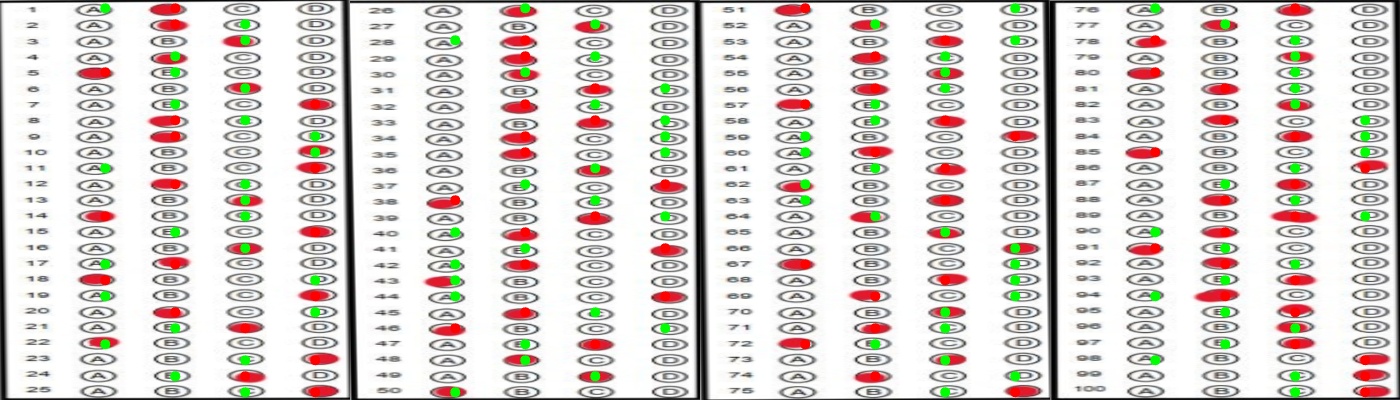 1 A C D
2 A C D
3 A B D
4 A C D
5 B C D
6 A B D
7 A B C
8 A C D
9 A C D
10 A B C
11 A B C
12 A C D
13 A B D
14 B C D
15 A B C
16 A B D
17 A C D
18 B C D
19 A B C
20 A C D
21 A B D
22 B C D
23 A B C
24 A B D
25 A B C
26 A C D
27 A B D
28 A C D
29 A C D
30 A C D
31 A B D
32 A C D
33 A B D
34 A C D
35 A C D
36 A B D
37 A B C
38 B C D
39 A B D
40 A C D
41 A B C
42 A C D
43 B C D
44 A B C
45 A C D
46 B C D
47 A B D
48 A C D
49 A B D
50 B C D
51 B C D
52 A C D
53 A B D
54 A C D
55 A B D
56 A C D
57 B C D
58 A B D
59 A B C
60 A C D
61 A B D
62 B C D
63 A B D
64 A C D
65 A B D
66 A B C
67 B C D
68 A B D
69 A C D
70 A B D
71 A C D
72 B C D
73 A B D
74 A C D
75 A B C
76 A B D
77 A C D
78 B C D
79 A B D
80 B C D
81 A C D
82 A B D
83 A C D
84 A B D
85 B C D
86 A B C
87 A B D
88 A C D
89 A B D
90 A C D
91 B C D
92 A C D
93 A B D
94 A C D
95 A B D
96 A B D
97 A B D
98 A B C
99 A B C
100 A B C